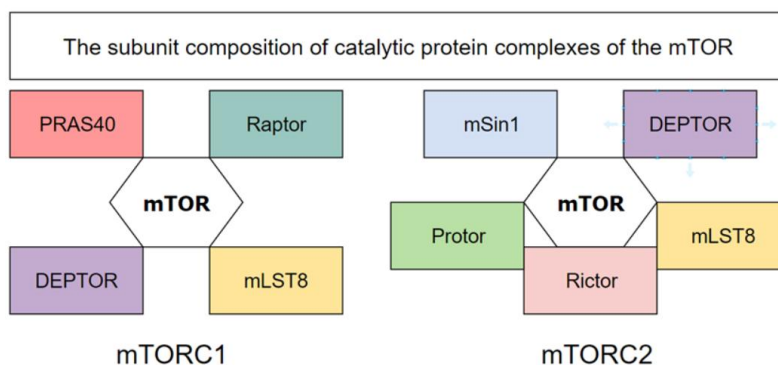 The subunit composition of catalytic protein complexes of the mTOR
PRAS40
Raptor
mTOR
DEPTOR
mLST8
mTORC1
mSin1
DEPTOR
mTOR
Protor
mLST8
Rictor
mTORC2